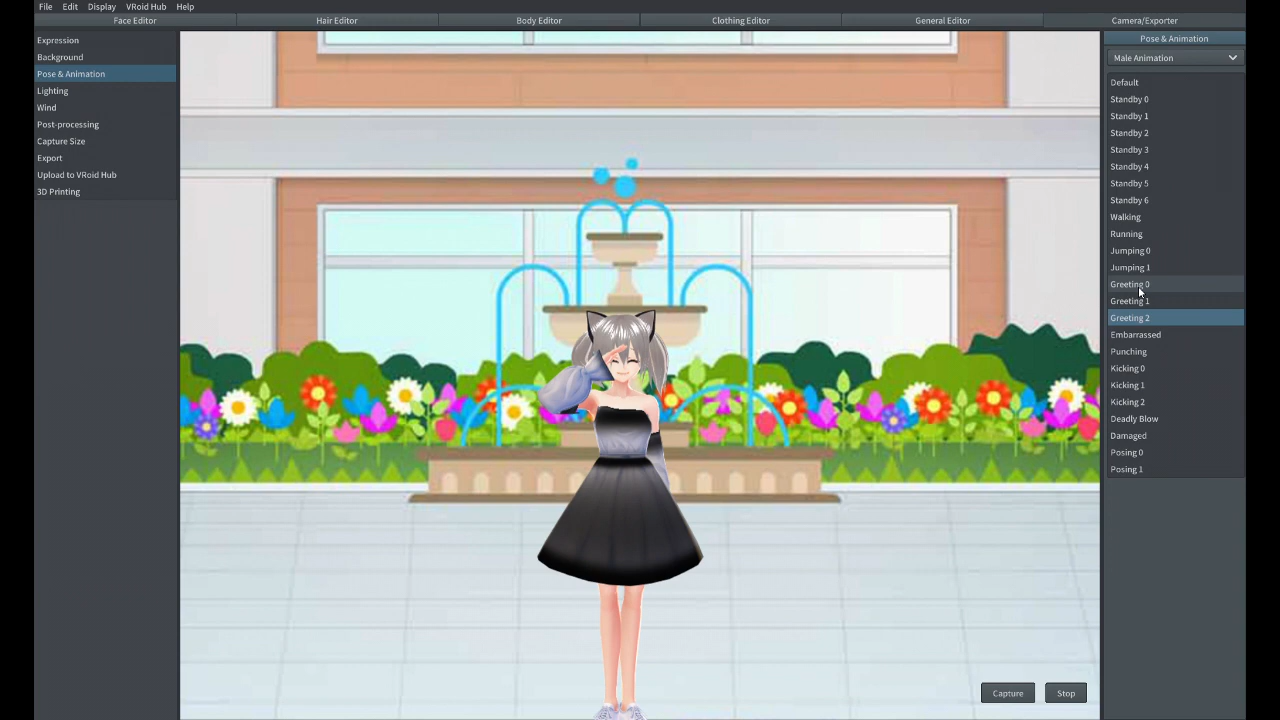 File Edit Display VRoid Hub Help
Face Editor Hair Editor Body Editor Clothing Editor General Editor Camera/Exporter
Expression
Background
Pose & Animation
Lighting
Wind
Post-processing
Capture Size
Export
Upload to VRoid Hub
3D Printing
Pose & Animation
Male Animation
Default
Standby 0
Standby 1
Standby 2
Standby 3
Standby 4
Standby 5
Standby 6
Walking
Running
Jumping 0
Jumping 1
Greeting 0
Greeting 1
Greeting 2
Embarrassed
Punching
Kicking 0
Kicking 1
Kicking 2
Deadly Blow
Damaged
Posing 0
Posing 1
Capture Stop